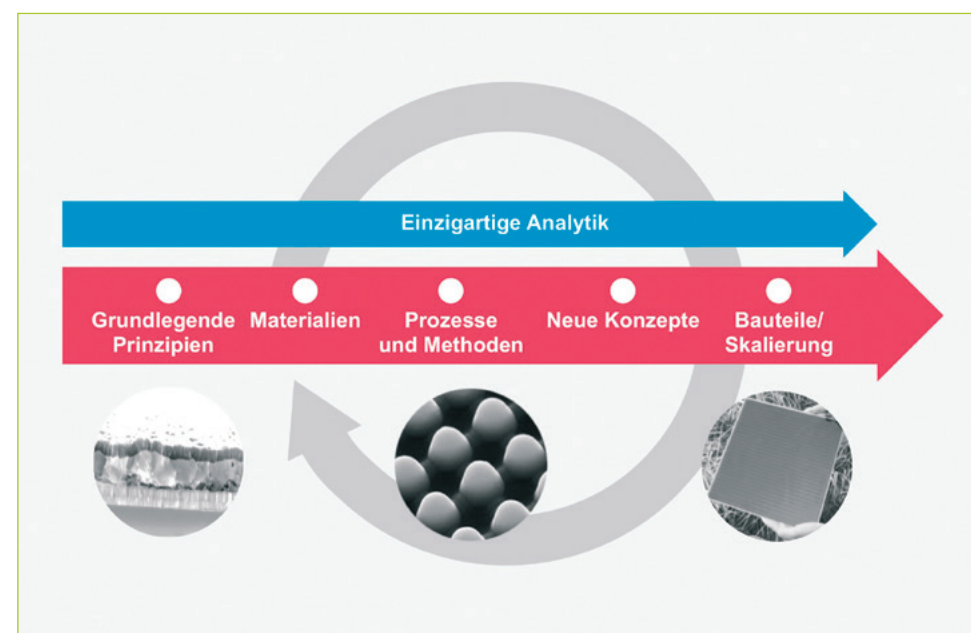 Einzigartige Analytik
Grundlegende
Prinzipien
Materialien
Prozesse
und Methoden
Neue Konzepte
Bauteile/
Skalierung